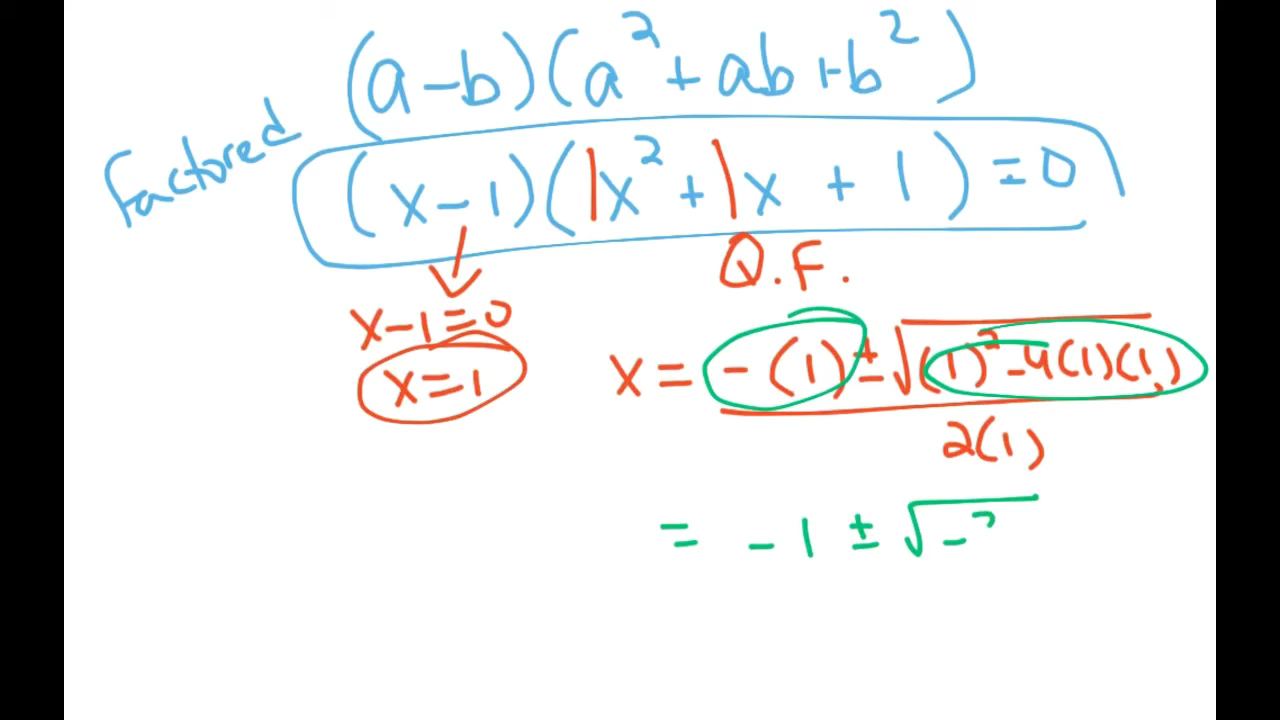 (a-b)(a²+ab+b²)
Factored
(x-1)(1x²+1x+1)=0
Q.F.
x-1=0
x=1
x = -(1)±√(1)²-4(1)(1)
2(1)
= -1 ± √-